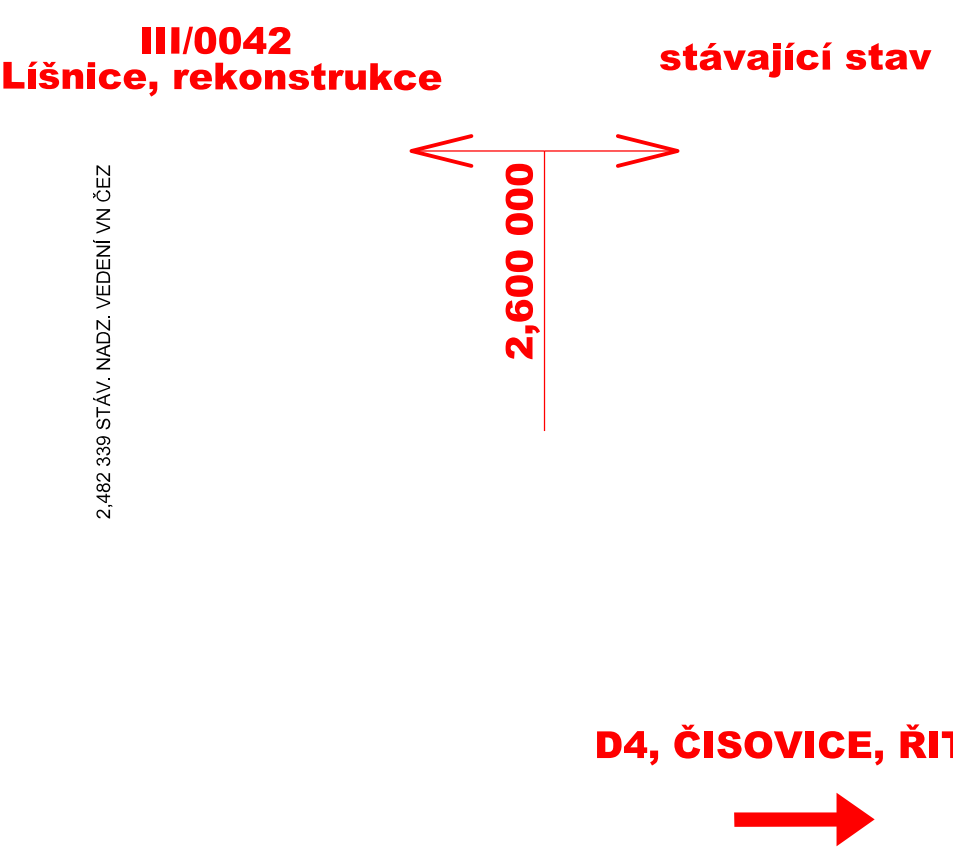 III/0042
Líšnice, rekonstrukce
stávající stav
2,600 000
2,482 339 STÁV. NADZ. VEDENÍ VN ČEZ
D4, ČISOVICE, ŘIT